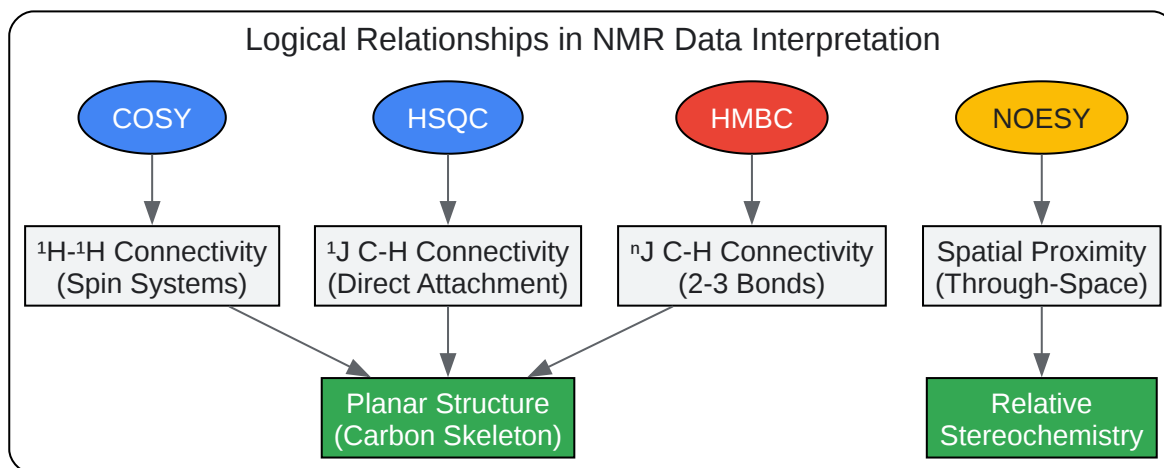 Logical Relationships in NMR Data Interpretation
COSY
HSQC
HMBC
NOESY
¹H-¹H Connectivity
(Spin Systems)
¹J C-H Connectivity
(Direct Attachment)
ⁿJ C-H Connectivity
(2-3 Bonds)
Spatial Proximity
(Through-Space)
Planar Structure
(Carbon Skeleton)
Relative
Stereochemistry